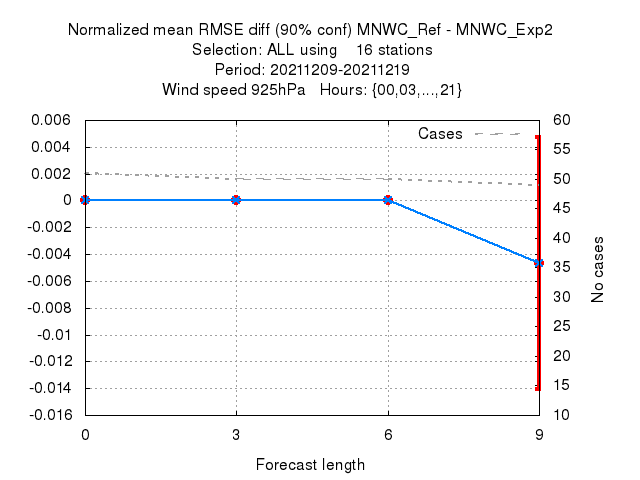 Normalized mean RMSE diff (90% conf) MNWC_Ref - MNWC_Exp2
Selection: ALL using 16 stations
Period: 20211209-20211219
Wind speed 925hPa Hours: {00,03,...,21}
Cases
0.006
0.004
0.002
0
-0.002
-0.004
-0.006
-0.008
-0.01
-0.012
-0.014
-0.016
60
55
50
45
40
35
30
25
20
15
10
No cases
0 3 6 9
Forecast length